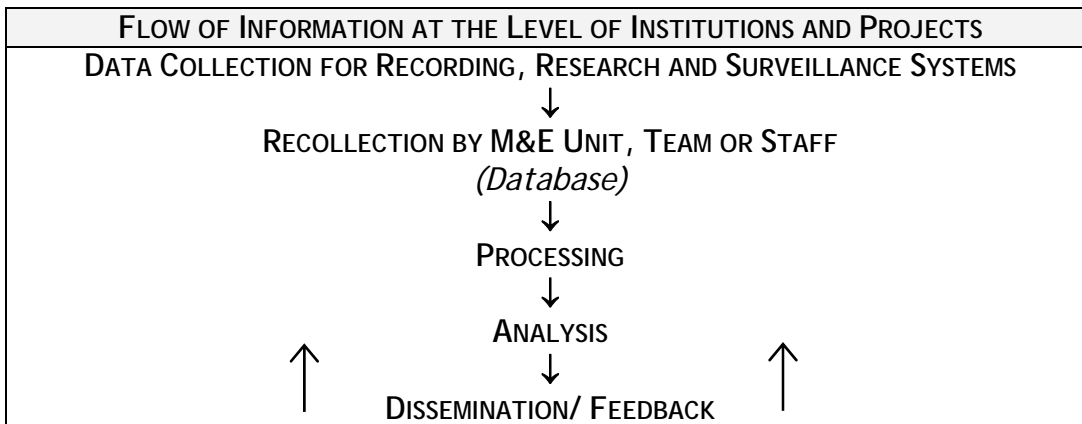 FLOW OF INFORMATION AT THE LEVEL OF INSTITUTIONS AND PROJECTS
DATA COLLECTION FOR RECORDING, RESEARCH AND SURVEILLANCE SYSTEMS
↓
RECOLLECTION BY M&E UNIT, TEAM OR STAFF
(Database)
↓
PROCESSING
↓
ANALYSIS
↓
DISSEMINATION/ FEEDBACK